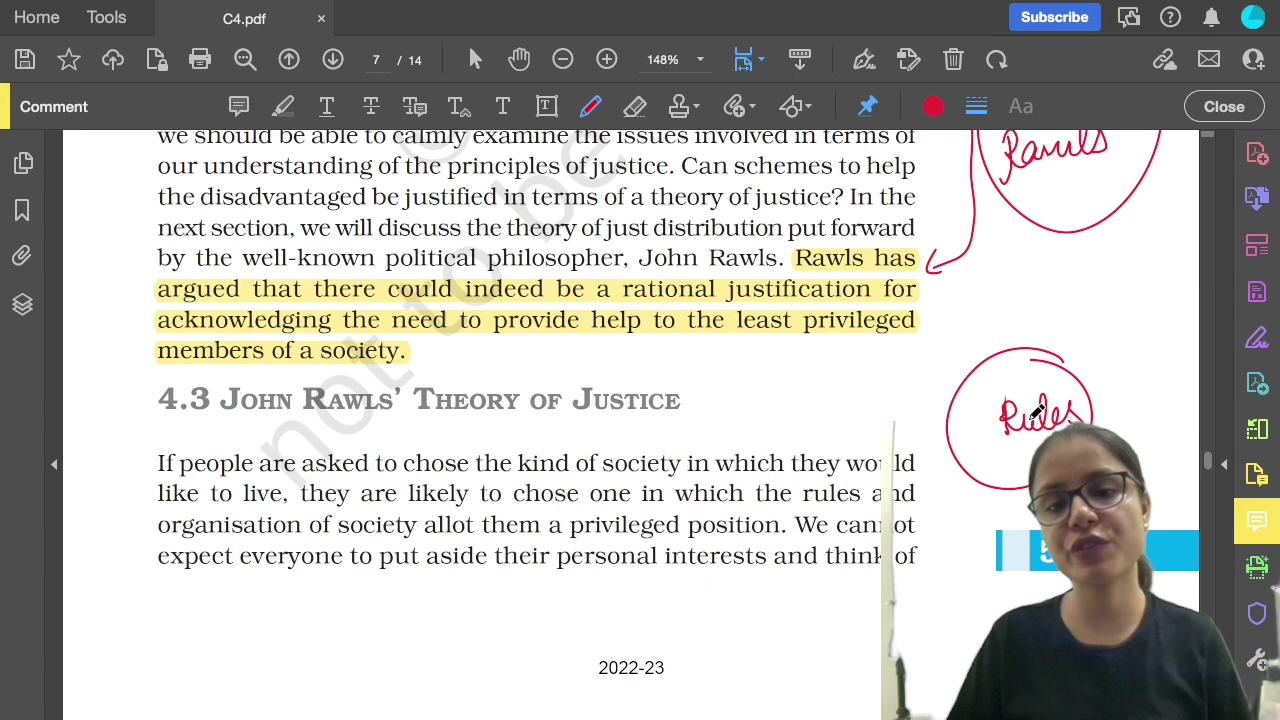 Home Tools C4.pdf × Subscribe
7 / 14 148%
Comment Aa Close
we should be able to calmly examine the issues involved in terms of
our understanding of the principles of justice. Can schemes to help
the disadvantaged be justified in terms of a theory of justice? In the
next section, we will discuss the theory of just distribution put forward
by the well-known political philosopher, John Rawls. Rawls has
argued that there could indeed be a rational justification for
acknowledging the need to provide help to the least privileged
members of a society.
Rawls
4.3 JOHN RAWLS' THEORY OF JUSTICE
Rules
If people are asked to chose the kind of society in which they would
like to live, they are likely to chose one in which the rules and
organisation of society allot them a privileged position. We cannot
expect everyone to put aside their personal interests and think of
2022-23
not to be